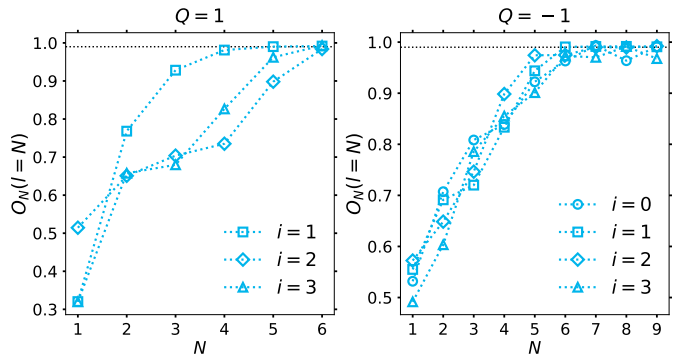 Q = 1
O_N(l = N)
1.0
0.9
0.8
0.7
0.6
0.5
0.4
0.3
1 2 3 4 5 6
N
i = 1
i = 2
i = 3
Q = −1
O_N(l = N)
1.0
0.9
0.8
0.7
0.6
0.5
1 2 3 4 5 6 7 8 9
N
i = 0
i = 1
i = 2
i = 3